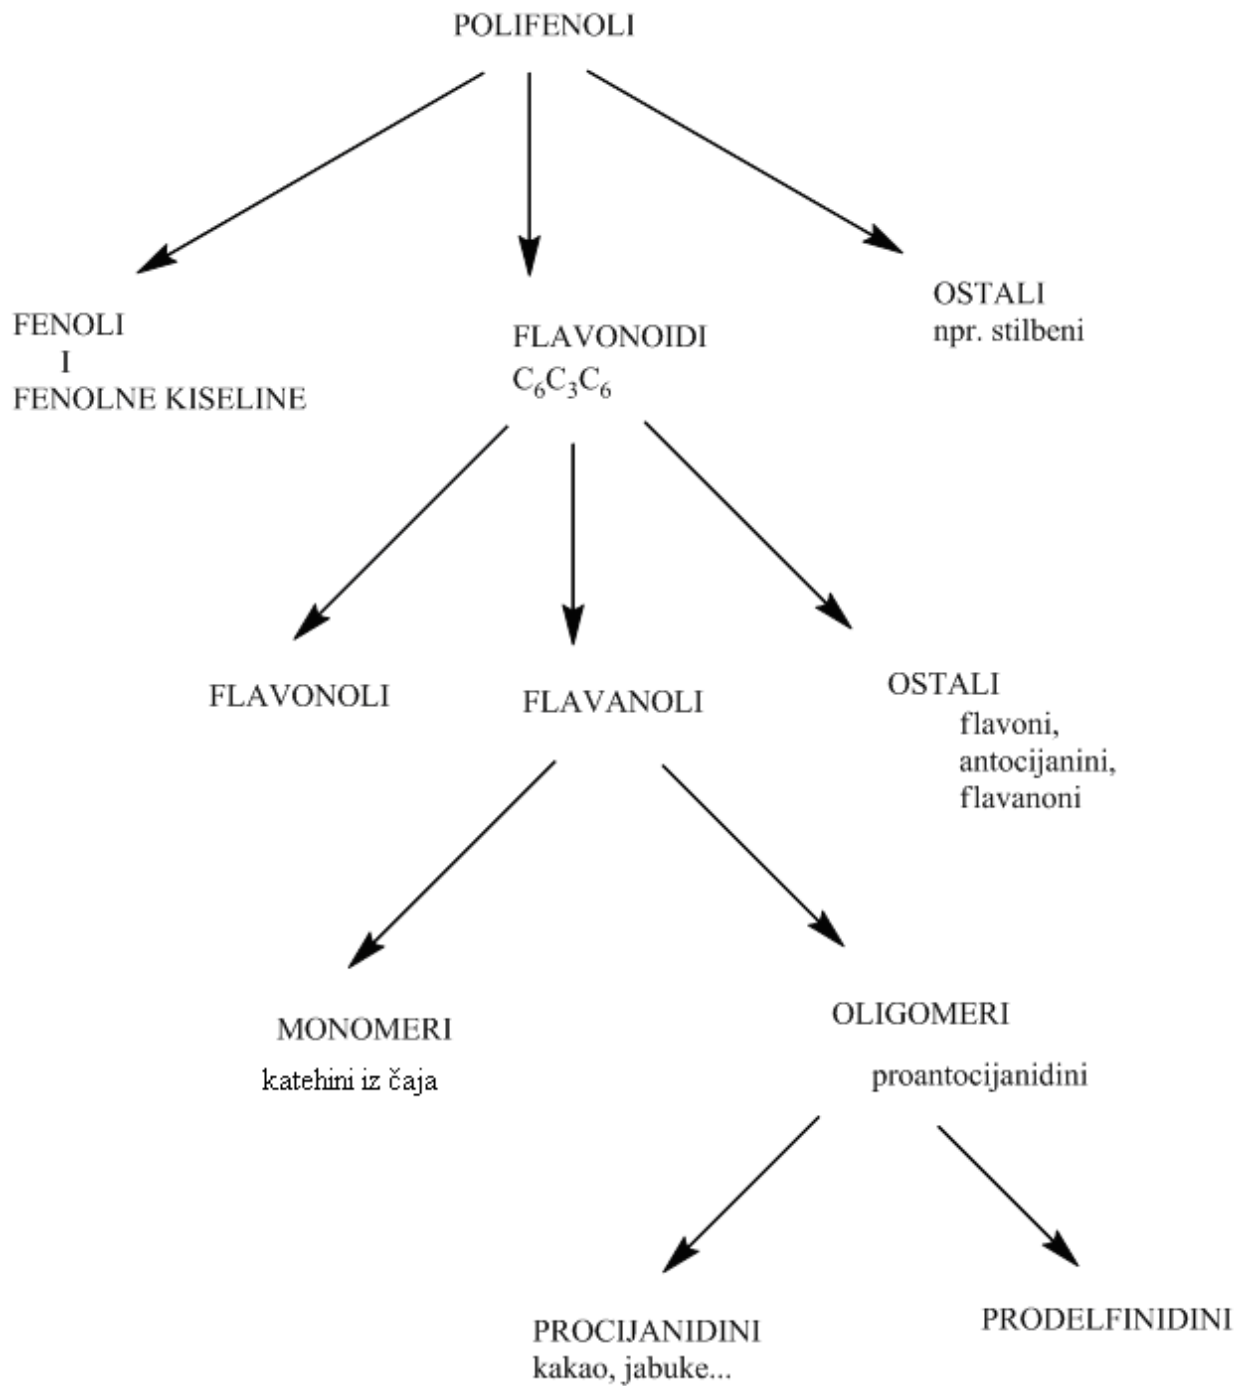 POLIFENOLI
FENOLI
I
FENOLNE KISELINE
FLAVONOIDI
C₆C₃C₆
OSTALI
npr. stilbeni
FLAVONOLI
FLAVANOLI
OSTALI
flavoni,
antocijanini,
flavanoni
MONOMERI
katehini iz čaja
OLIGOMERI
proantocijanidini
PROCIJANIDINI
kakao, jabuke...
PRODELFINIDINI